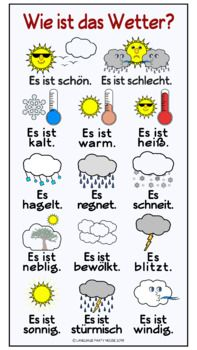 Wie ist das Wetter?
Es ist schön. Es ist schlecht.
Es ist kalt.
Es ist warm.
Es ist heiß.
Es hagelt.
Es regnet.
Es schneit.
Es ist neblig.
Es ist bewölkt.
Es blitzt.
Es ist sonnig.
Es ist stürmisch
Es ist windig.